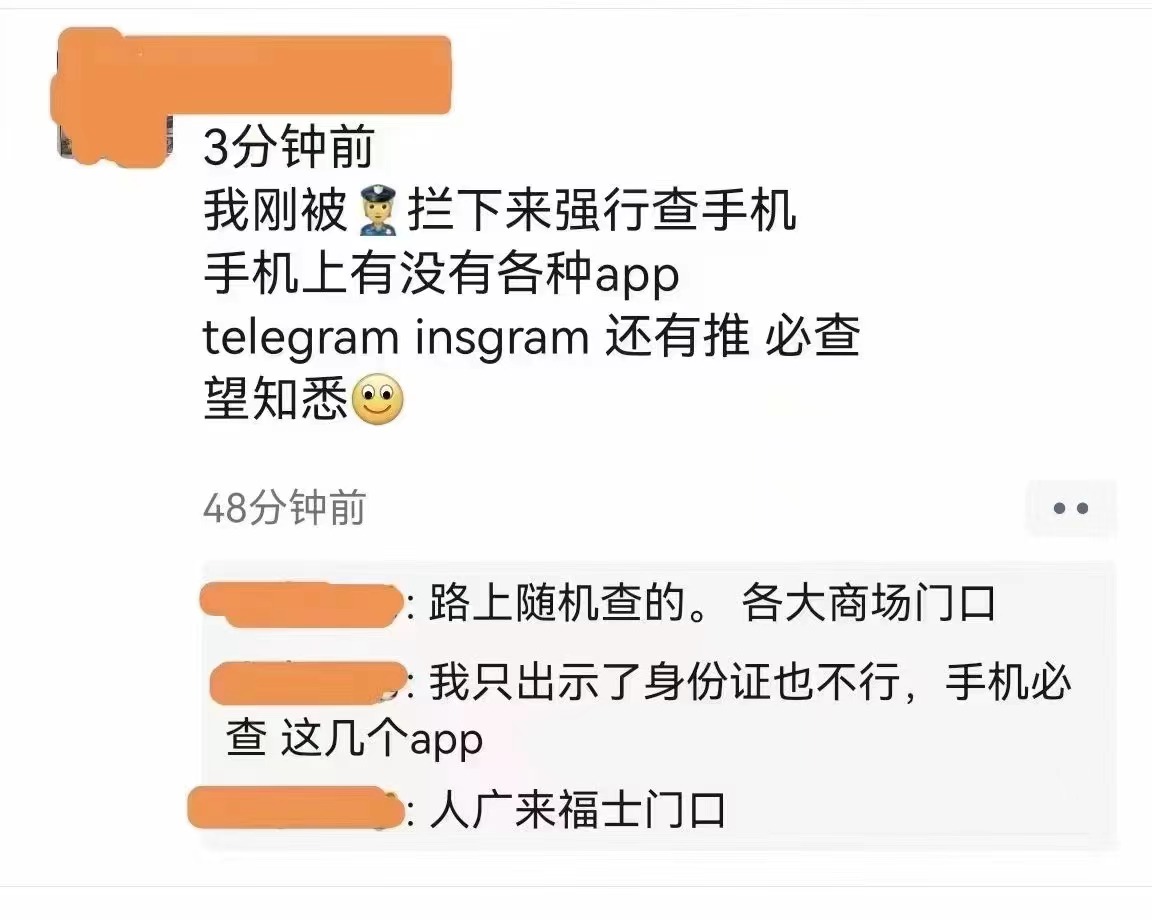 3分钟前
我刚被👮拦下来强行查手机
手机上有没有各种app
telegram insgram 还有推 必查
望知悉🙂
48分钟前
: 路上随机查的。 各大商场门口
: 我只出示了身份证也不行，手机必
查 这几个app
: 人广来福士门口